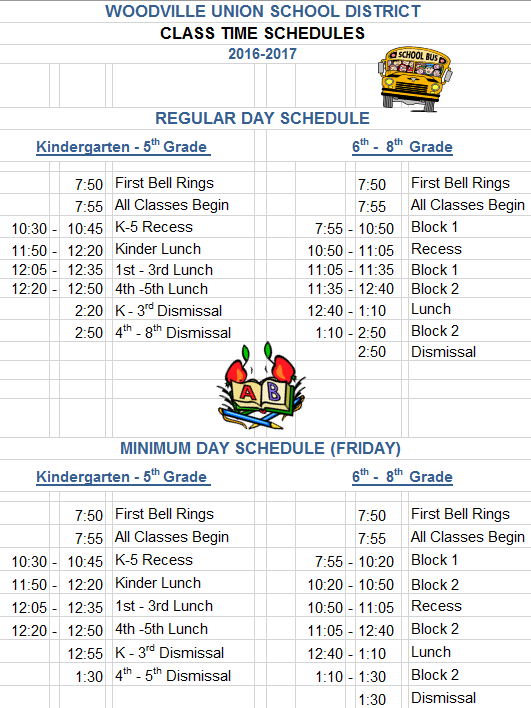 WOODVILLE UNION SCHOOL DISTRICT
CLASS TIME SCHEDULES
2016-2017
SCHOOL BUS
REGULAR DAY SCHEDULE
Kindergarten - 5th Grade
7:50 First Bell Rings
7:55 All Classes Begin
10:30 - 10:45 K-5 Recess
11:50 - 12:20 Kinder Lunch
12:05 - 12:35 1st - 3rd Lunch
12:20 - 12:50 4th -5th Lunch
2:20 K - 3rd Dismissal
2:50 4th - 8th Dismissal
6th - 8th Grade
7:50 First Bell Rings
7:55 All Classes Begin
7:55 - 10:50 Block 1
10:50 - 11:05 Recess
11:05 - 11:35 Block 1
11:35 - 12:40 Block 2
12:40 - 1:10 Lunch
1:10 - 2:50 Block 2
2:50 Dismissal
A B
MINIMUM DAY SCHEDULE (FRIDAY)
Kindergarten - 5th Grade
7:50 First Bell Rings
7:55 All Classes Begin
10:30 - 10:45 K-5 Recess
11:50 - 12:20 Kinder Lunch
12:05 - 12:35 1st - 3rd Lunch
12:20 - 12:50 4th -5th Lunch
12:55 K - 3rd Dismissal
1:30 4th - 5th Dismissal
6th - 8th Grade
7:50 First Bell Rings
7:55 All Classes Begin
7:55 - 10:20 Block 1
10:20 - 10:50 Block 2
10:50 - 11:05 Recess
11:05 - 12:40 Block 2
12:40 - 1:10 Lunch
1:10 - 1:30 Block 2
1:30 Dismissal